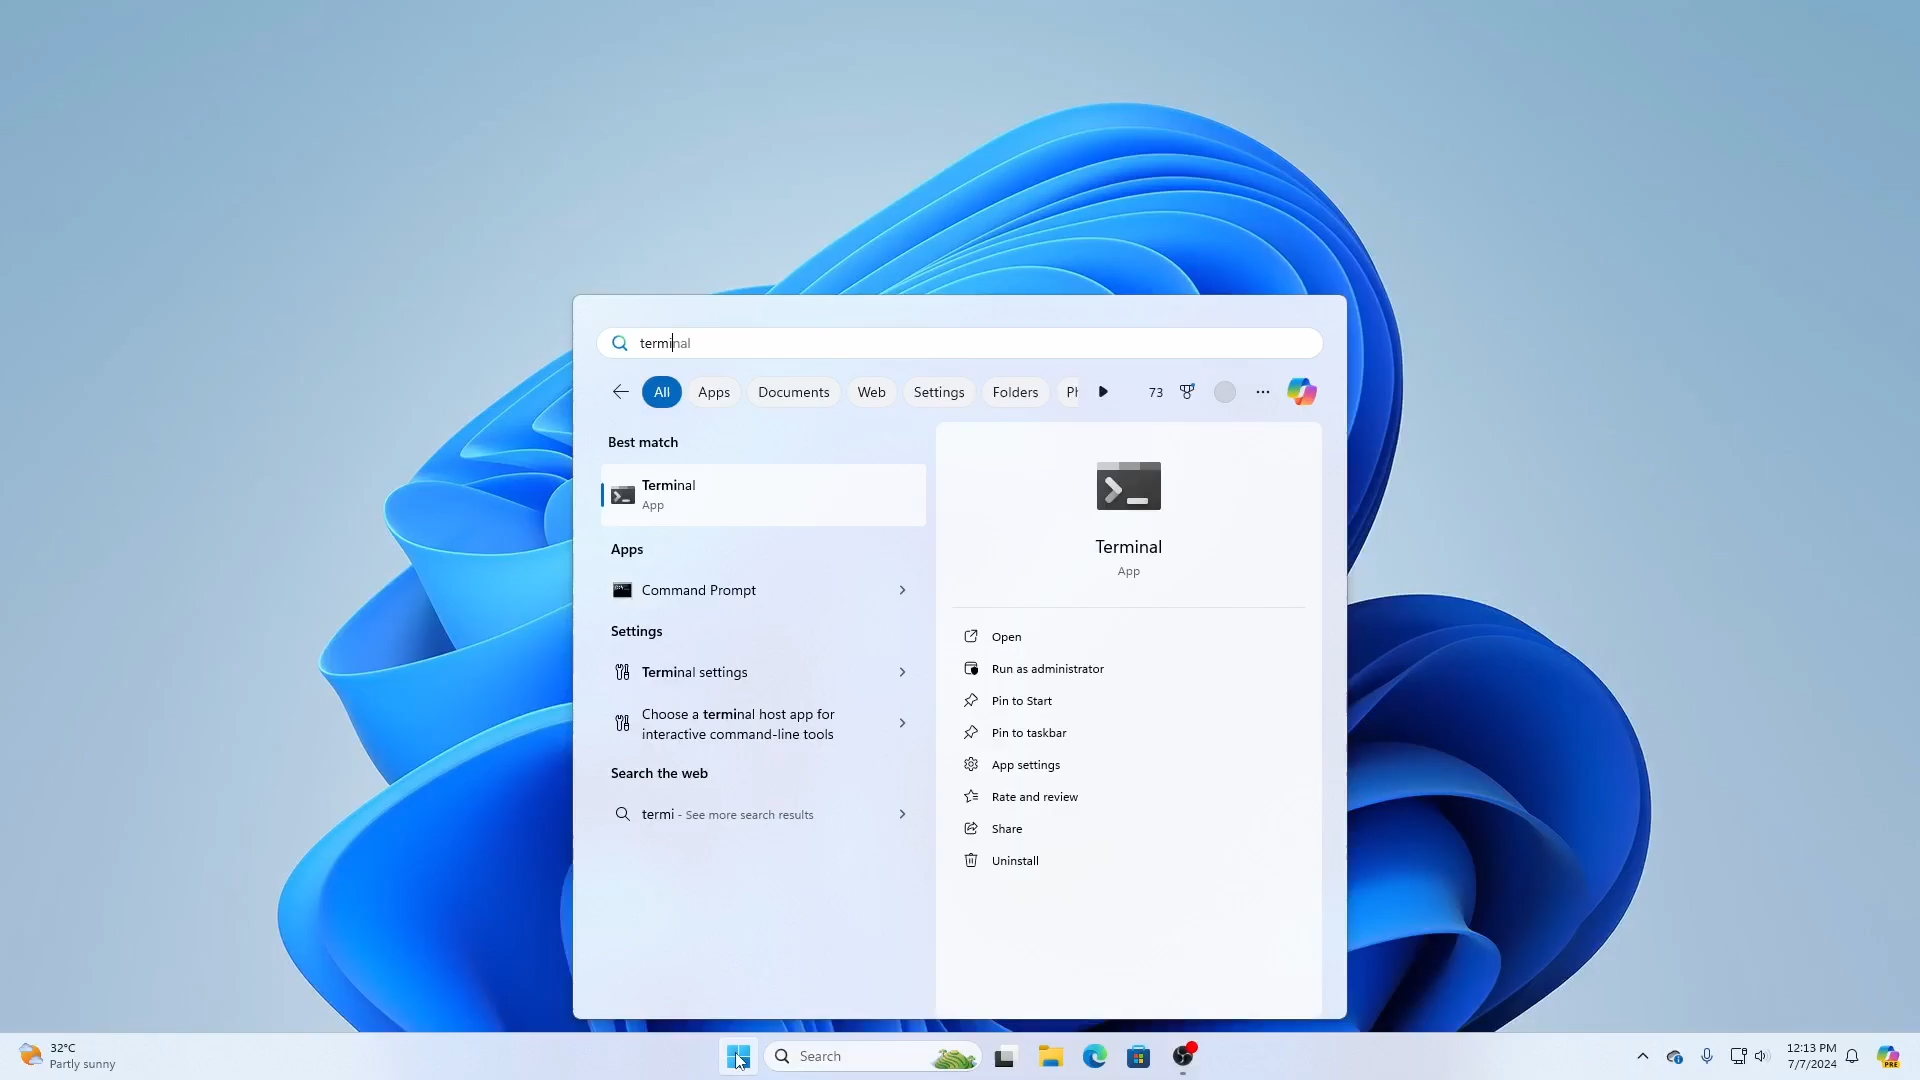 terminal
All
Apps
Documents
Web
Settings
Folders
73
Best match
Terminal
App
Apps
Command Prompt
Settings
Terminal settings
Choose a terminal host app for
interactive command-line tools
Search the web
termi - See more search results
Terminal
App
Open
Run as administrator
Pin to Start
Pin to taskbar
App settings
Rate and review
Share
Uninstall
32°C
Partly sunny
Search
12:13 PM
7/7/2024
PRE